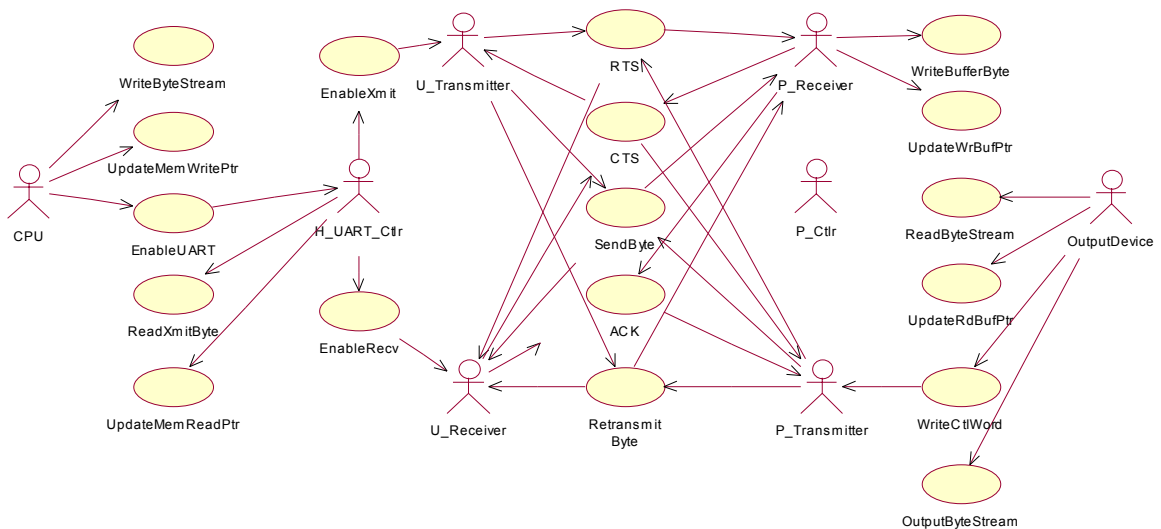 RTS
WriteByteStream
EnableXmit
U_Transmitter
P_Receiver
WriteBufferByte
UpdateMemWritePtr
CTS
UpdateWrBufPtr
CPU
EnableUART
H_UART_Ctlr
SendByte
P_Ctlr
ReadByteStream
OutputDevice
ReadXmitByte
EnableRecv
ACK
UpdateRdBufPtr
UpdateMemReadPtr
U_Receiver
Retransmit
Byte
P_Transmitter
WriteCtlWord
OutputByteStream